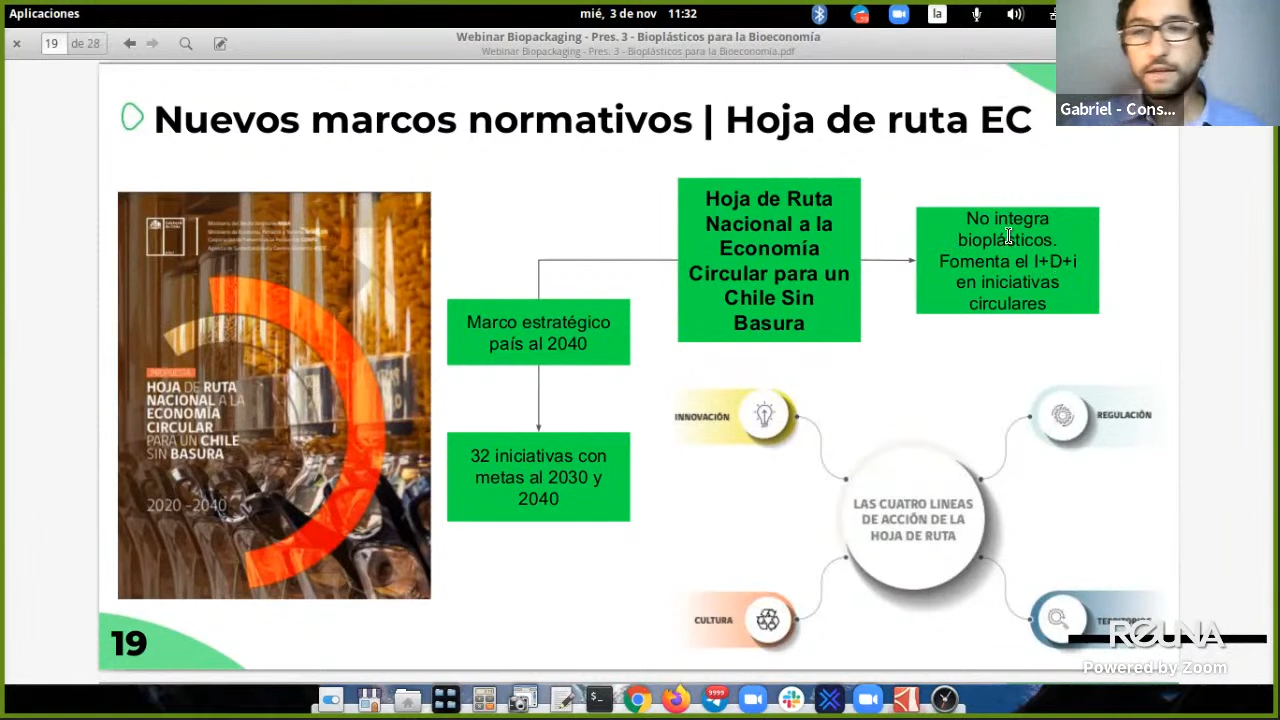 Aplicaciones
mié, 3 de nov 11:32
la
19 de 28
Webinar Biopackaging - Pres. 3 - Bioplásticos para la Bioeconomía
Webinar Biopackaging - Pres. 3 - Bioplásticos para la Bioeconomía.pdf
Gabriel - Cons...
Nuevos marcos normativos | Hoja de ruta EC
PROPUESTA
HOJA DE RUTA
NACIONAL A LA
ECONOMÍA
CIRCULAR
PARA UN CHILE
SIN BASURA
2020 -2040
Hoja de Ruta
Nacional a la
Economía
Circular para un
Chile Sin
Basura
No integra
bioplásticos.
Fomenta el I+D+i
en iniciativas
circulares
Marco estratégico
país al 2040
32 iniciativas con
metas al 2030 y
2040
INNOVACIÓN
REGULACIÓN
LAS CUATRO LINEAS
DE ACCIÓN DE LA
HOJA DE RUTA
CULTURA
19
REUNA
Powered by Zoom
9999